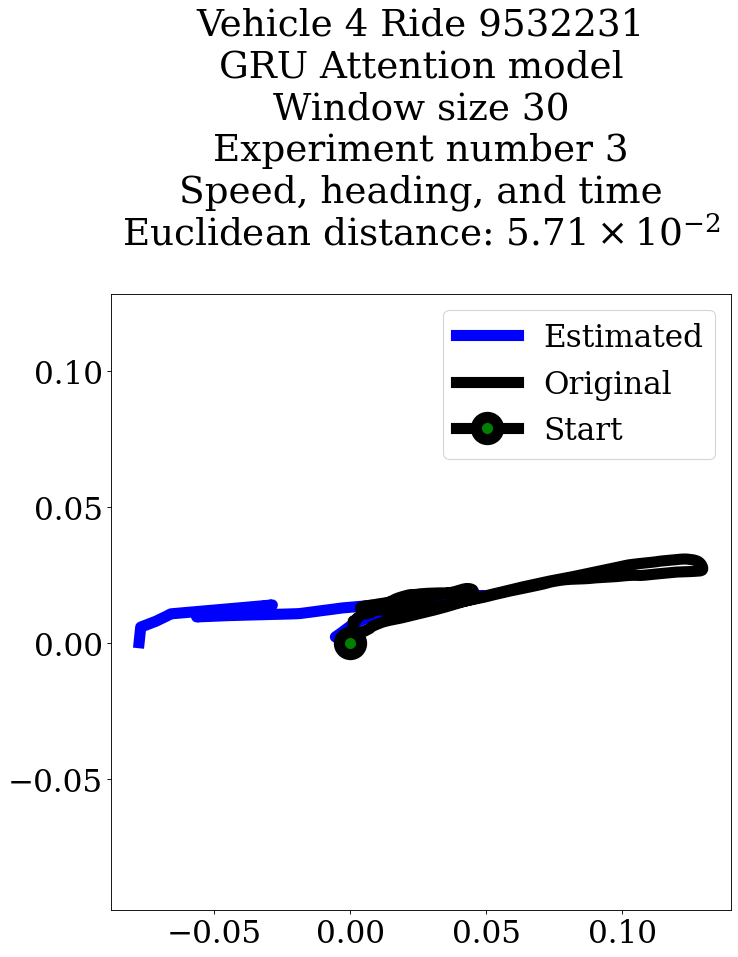 Vehicle 4 Ride 9532231
GRU Attention model
Window size 30
Experiment number 3
Speed, heading, and time
Euclidean distance: 5.71 × 10⁻²
Estimated
Original
Start
0.10
0.05
0.00
−0.05
−0.05 0.00 0.05 0.10